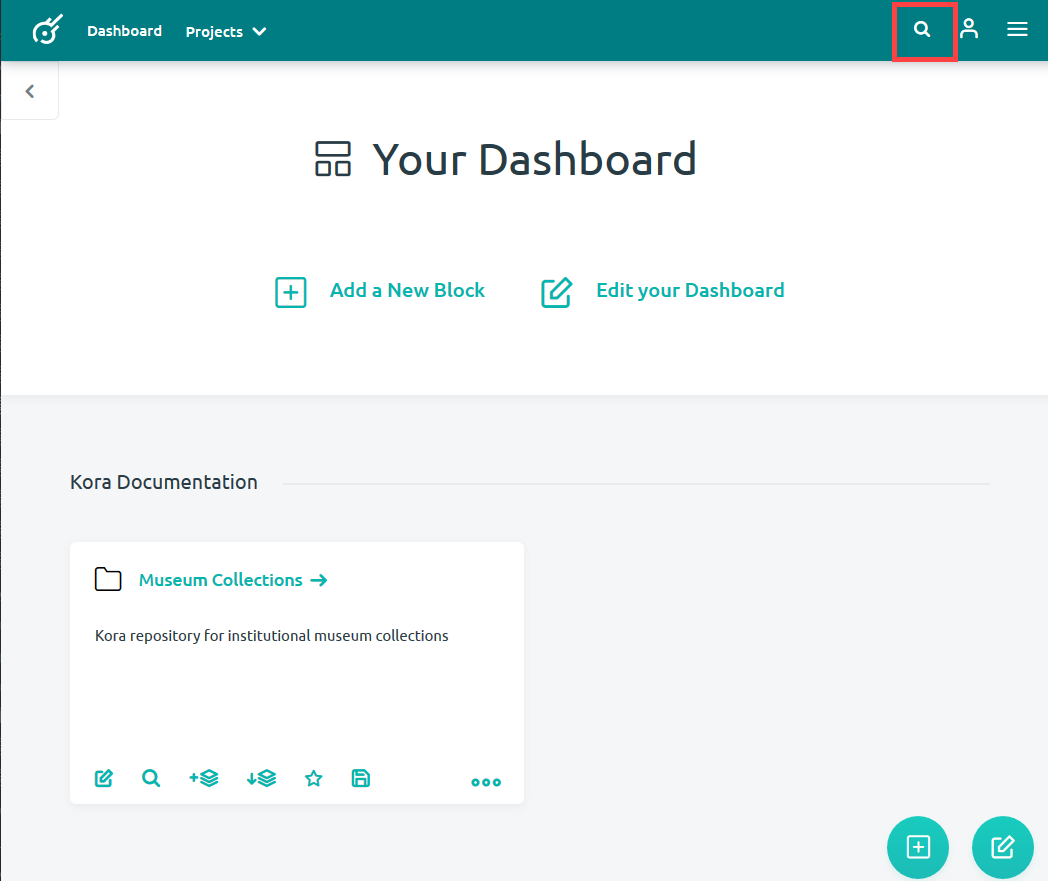 Dashboard Projects
Your Dashboard
Add a New Block Edit your Dashboard
Kora Documentation
Museum Collections →
Kora repository for institutional museum collections